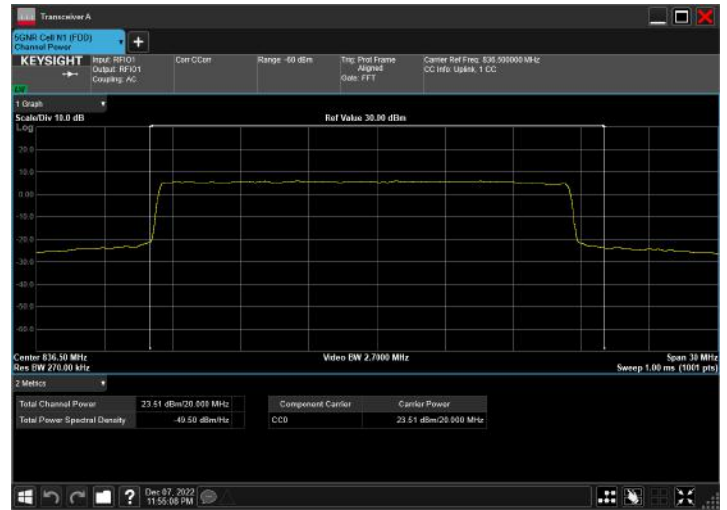 Transceiver A
5GNR Cell N1 (FDD)
Channel Power
KEYSIGHT
Input: RFIO1
Output: RFIO1
Coupling: AC
Corr CCorr
Range: -60 dBm
Trig: Prot Frame
Aligned
Gate: FFT
Carrier Ref Freq: 836.500000 MHz
CC Info: Uplink, 1 CC
1 Graph
Scale/Div 10.0 dB
Ref Value 30.00 dBm
Log
20.0
10.0
0.00
-10.0
-20.0
-30.0
-40.0
-50.0
-60.0
Center 836.50 MHz
Video BW 2.7000 MHz
Span 30 MHz
Res BW 270.00 kHz
Sweep 1.00 ms (1001 pts)
2 Metrics
Total Channel Power 23.51 dBm/20.000 MHz
Total Power Spectral Density -49.50 dBm/Hz
Component Carrier Carrier Power
CC0 23.51 dBm/20.000 MHz
Dec 07, 2022
11:55:08 PM